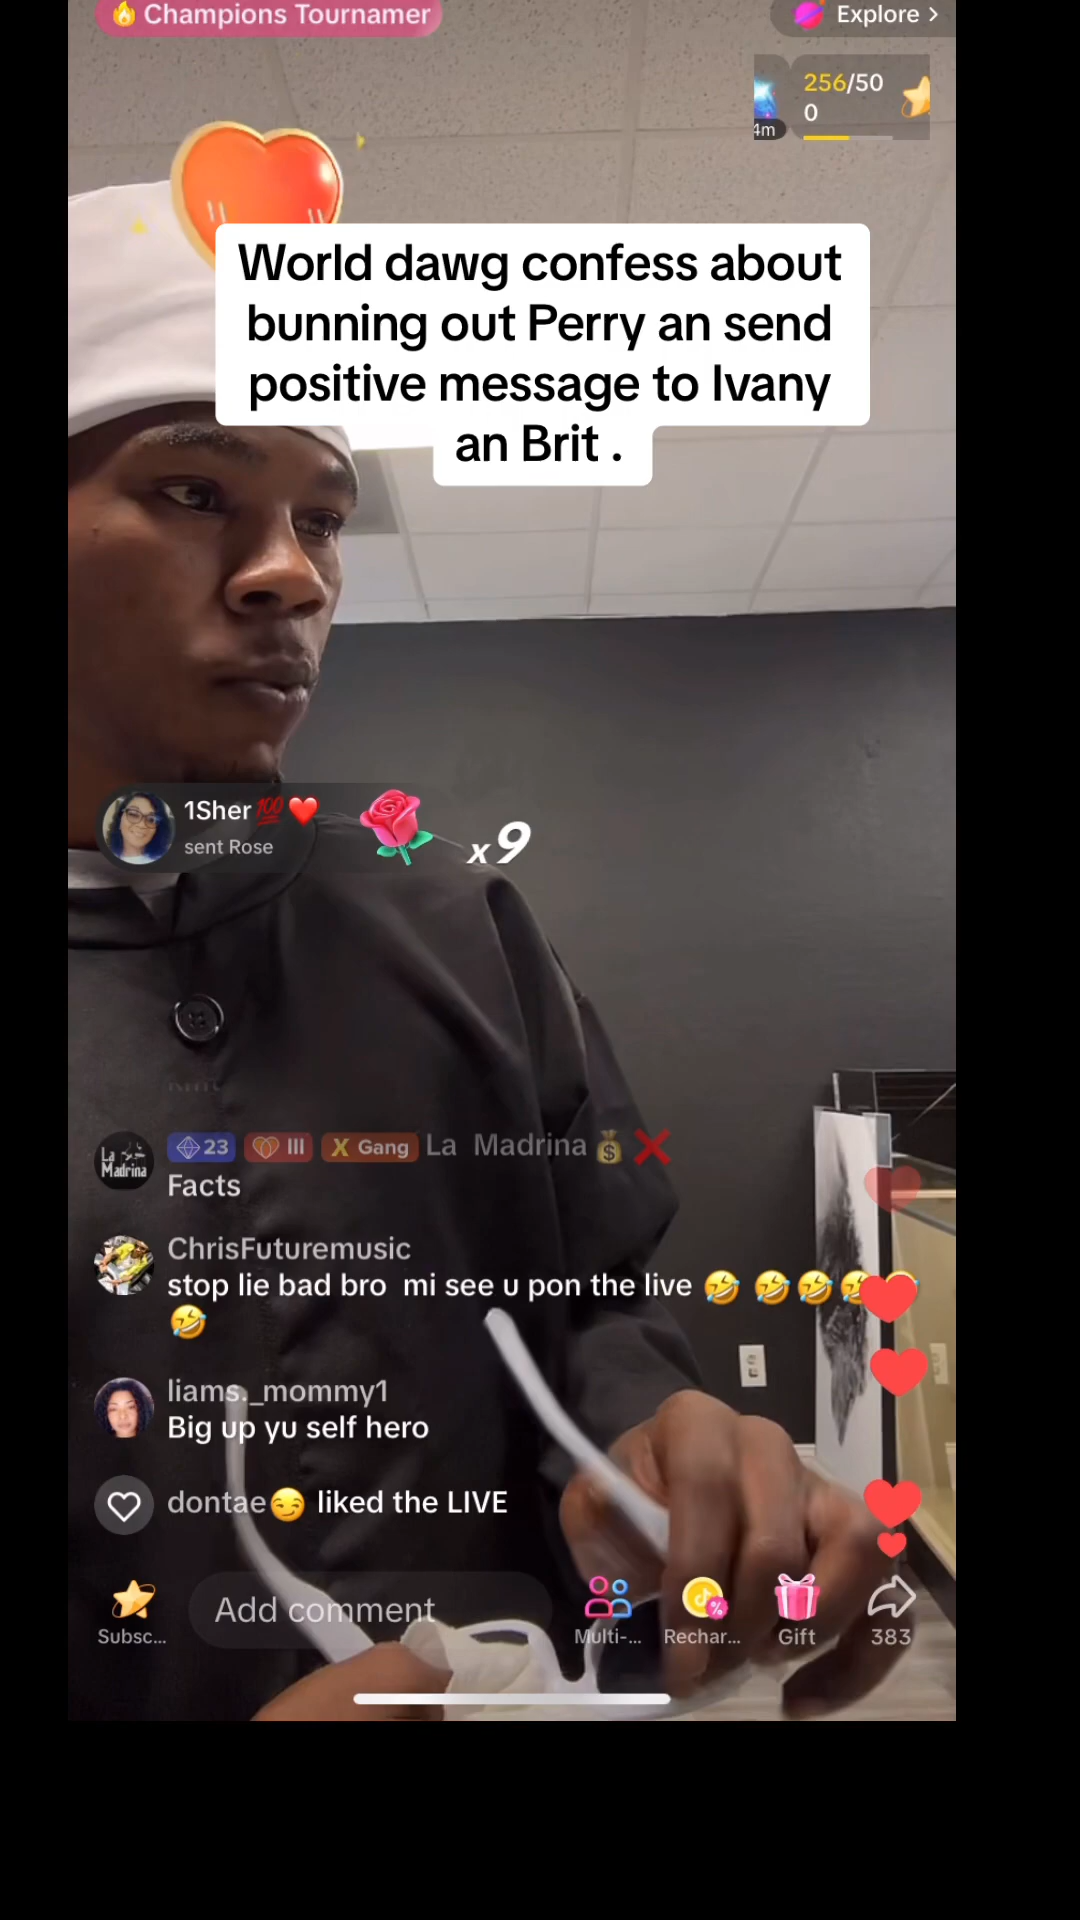 🔥 Champions Tournamer
Explore >
256/50
0
4m
World dawg confess about
bunning out Perry an send
positive message to Ivany
an Brit .
1Sher💯❤️
sent Rose
x9
La
Madrina
23 III X Gang La Madrina💰❌
Facts
ChrisFuturemusic
stop lie bad bro mi see u pon the live 🤣 🤣🤣🤣🤣
🤣
liams._mommy1
Big up yu self hero
dontae😏 liked the LIVE
Add comment
Subsc... Multi-... Rechar... Gift 383